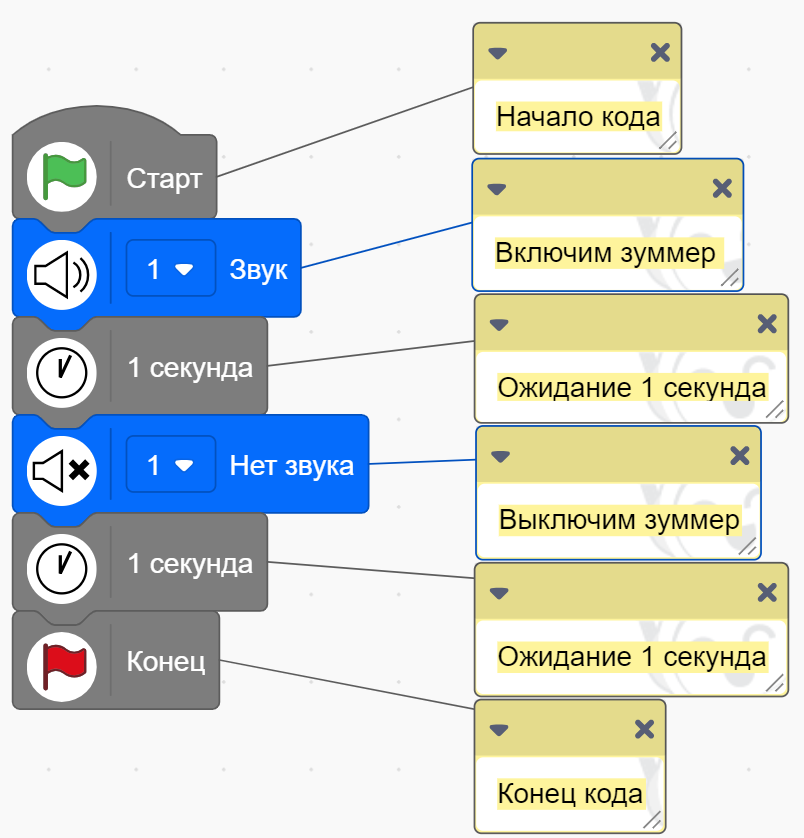 Старт
Начало кода
1 Звук
Включим зуммер
1 секунда
Ожидание 1 секунда
1 Нет звука
Выключим зуммер
1 секунда
Ожидание 1 секунда
Конец
Конец кода